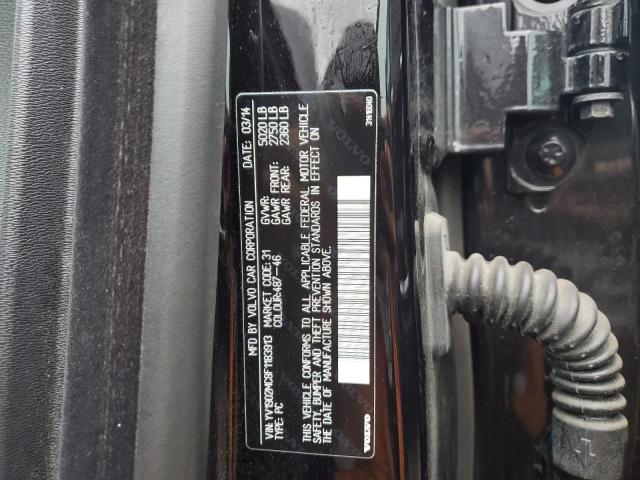 MFD BY VOLVO CAR CORPORATION DATE: 03/14
GVWR: 5020 LB
VIN: YV1902MC8F1183913 MARKET CODE: 31 GAWR FRONT: 2750 LB
TYPE: PC COLOUR:487-46 GAWR REAR: 2360 LB
THIS VEHICLE CONFORMS TO ALL APPLICABLE FEDERAL MOTOR VEHICLE
SAFETY, BUMPER AND THEFT PREVENTION STANDARDS IN EFFECT ON
THE DATE OF MANUFACTURE SHOWN ABOVE.
VOLVO
31416040